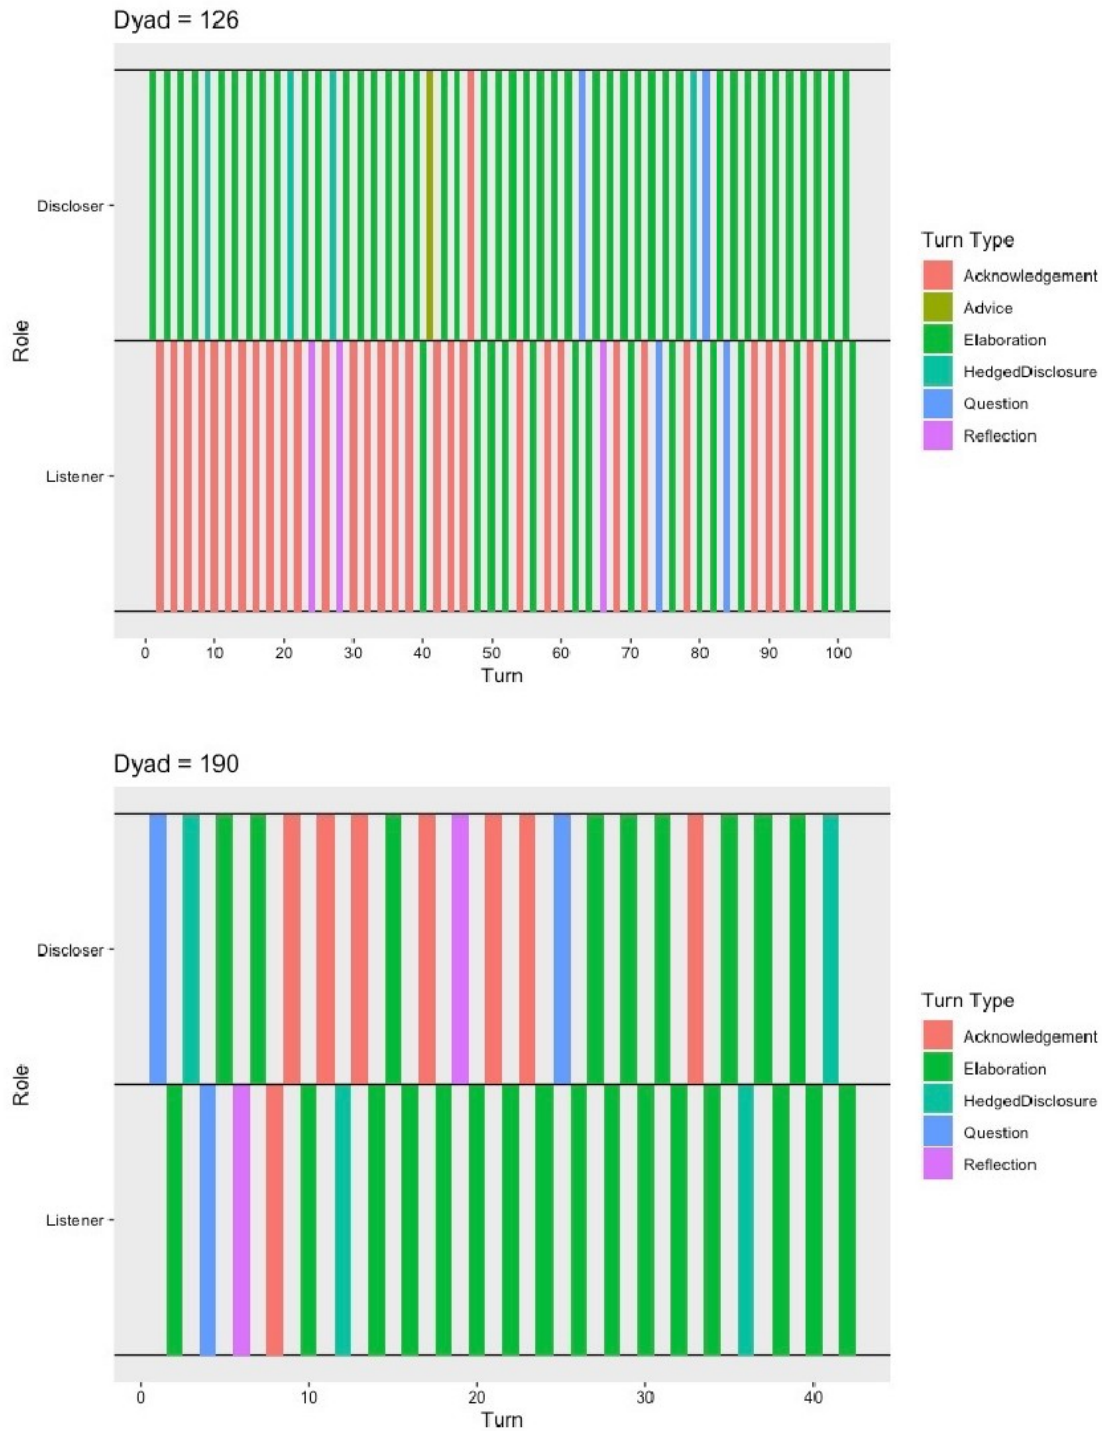 Dyad = 126
Discloser
Listener
Role
0 10 20 30 40 50 60 70 80 90 100
Turn
Turn Type
Acknowledgement
Advice
Elaboration
HedgedDisclosure
Question
Reflection
Dyad = 190
Discloser
Listener
Role
0 10 20 30 40
Turn
Turn Type
Acknowledgement
Elaboration
HedgedDisclosure
Question
Reflection